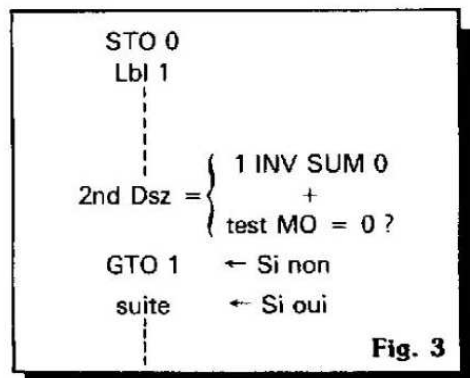 STO 0
Lbl 1
2nd Dsz = { 1 INV SUM 0
+
test MO = 0 ?
GTO 1 ← Si non
suite ← Si oui
Fig. 3